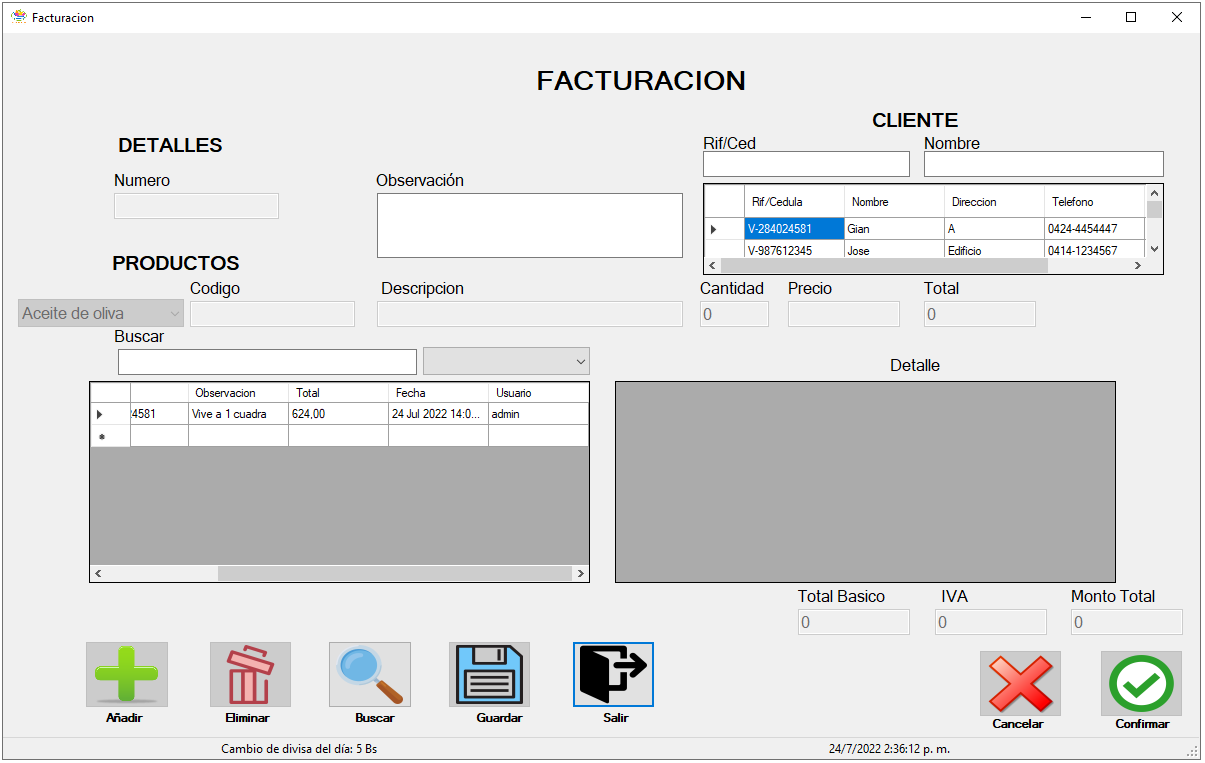 Facturacion
FACTURACION
CLIENTE
DETALLES
Rif/Ced Nombre
Numero Observación
Rif/Cedula Nombre Direccion Telefono
V-284024581 Gian A 0424-4454447
V-987612345 Jose Edificio 0414-1234567
PRODUCTOS
Codigo Descripcion Cantidad Precio Total
Aceite de oliva 0 0
Buscar
Detalle
Observacion Total Fecha Usuario
24581 Vive a 1 cuadra 624,00 24 Jul 2022 14:0... admin
Total Basico IVA Monto Total
0 0 0
Añadir Eliminar Buscar Guardar Salir
Cancelar Confirmar
Cambio de divisa del día: 5 Bs 24/7/2022 2:36:12 p. m.